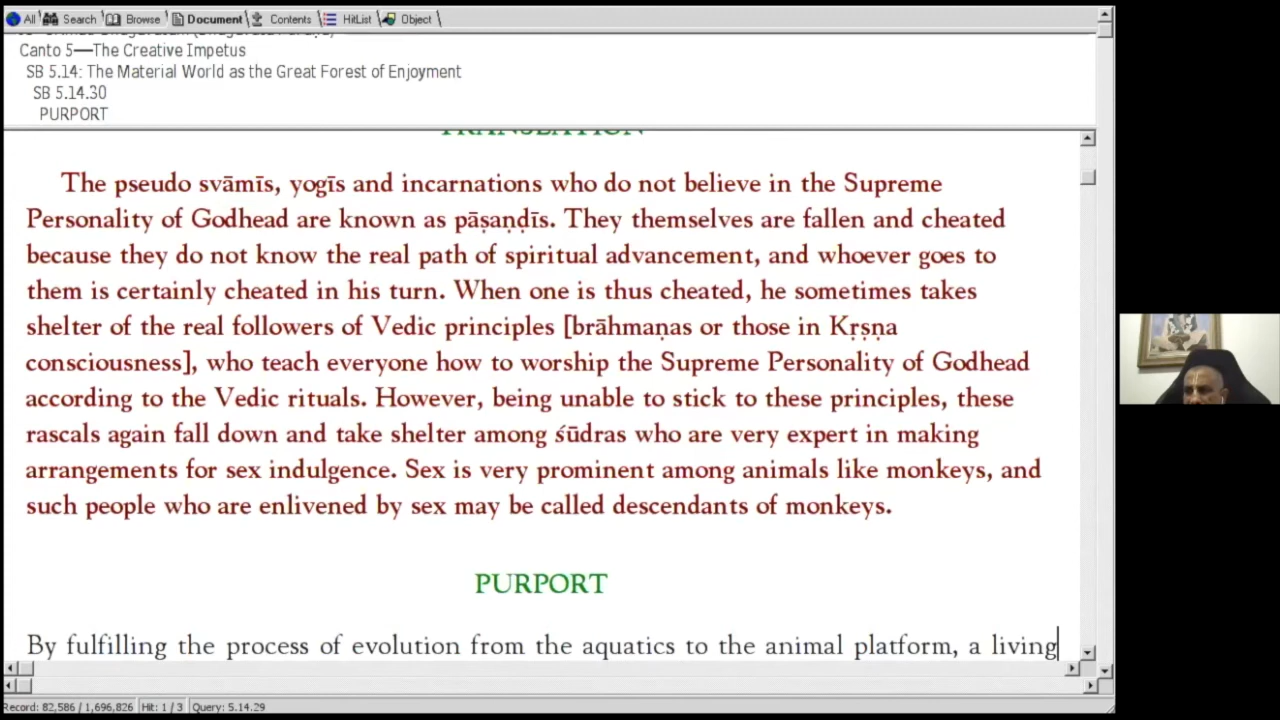 All Search Browse Document Contents HitList Object
Canto 5—The Creative Impetus
SB 5.14: The Material World as the Great Forest of Enjoyment
SB 5.14.30
PURPORT
TRANSLATION
The pseudo svāmīs, yogīs and incarnations who do not believe in the Supreme
Personality of Godhead are known as pāṣaṇḍīs. They themselves are fallen and cheated
because they do not know the real path of spiritual advancement, and whoever goes to
them is certainly cheated in his turn. When one is thus cheated, he sometimes takes
shelter of the real followers of Vedic principles [brāhmaṇas or those in Kṛṣṇa
consciousness], who teach everyone how to worship the Supreme Personality of Godhead
according to the Vedic rituals. However, being unable to stick to these principles, these
rascals again fall down and take shelter among śūdras who are very expert in making
arrangements for sex indulgence. Sex is very prominent among animals like monkeys, and
such people who are enlivened by sex may be called descendants of monkeys.
PURPORT
By fulfilling the process of evolution from the aquatics to the animal platform, a living
Record: 82,586 / 1,696,826 Hit: 1 / 3 Query: 5.14.29